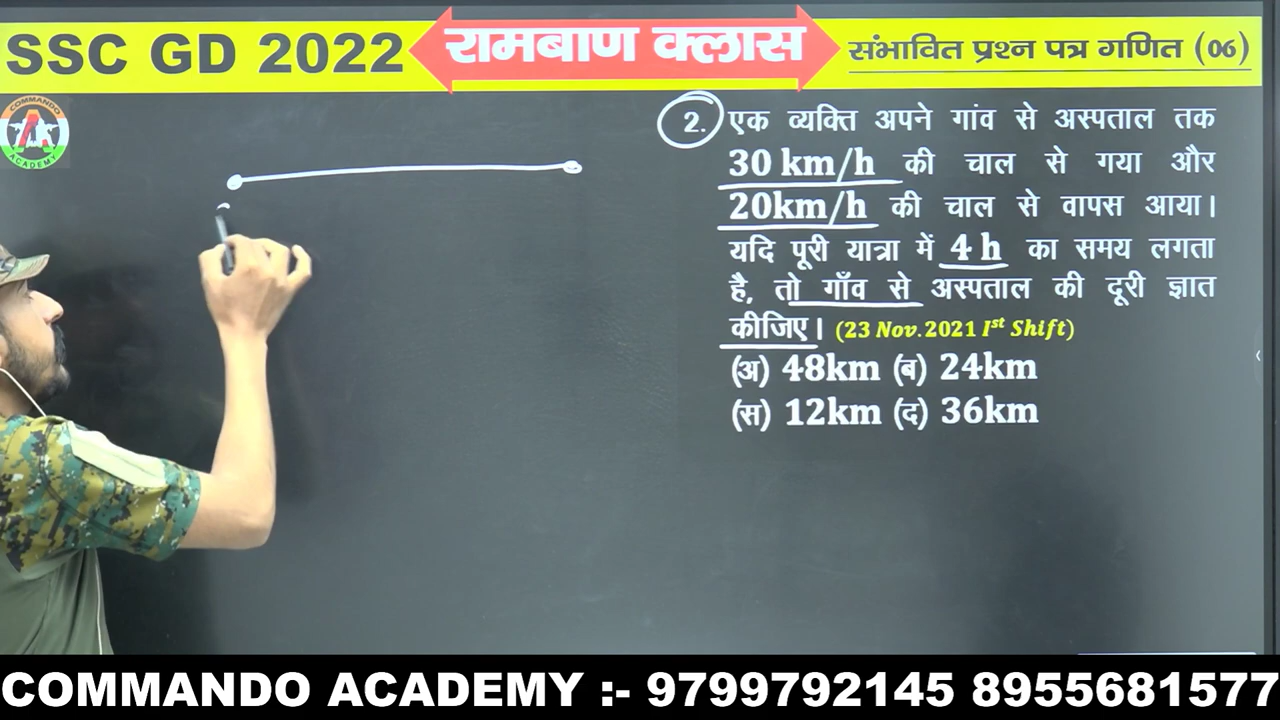 SSC GD 2022
रामबाण क्लास
संभावित प्रश्न पत्र गणित (06)
COMMANDO
ACADEMY
2. एक व्यक्ति अपने गांव से अस्पताल तक
30 km/h की चाल से गया और
20km/h की चाल से वापस आया।
यदि पूरी यात्रा में 4 h का समय लगता
है, तो गाँव से अस्पताल की दूरी ज्ञात
कीजिए। (23 Nov.2021 Ist Shift)
(अ) 48km (ब) 24km
(स) 12km (द) 36km
COMMANDO ACADEMY :- 9799792145 8955681577